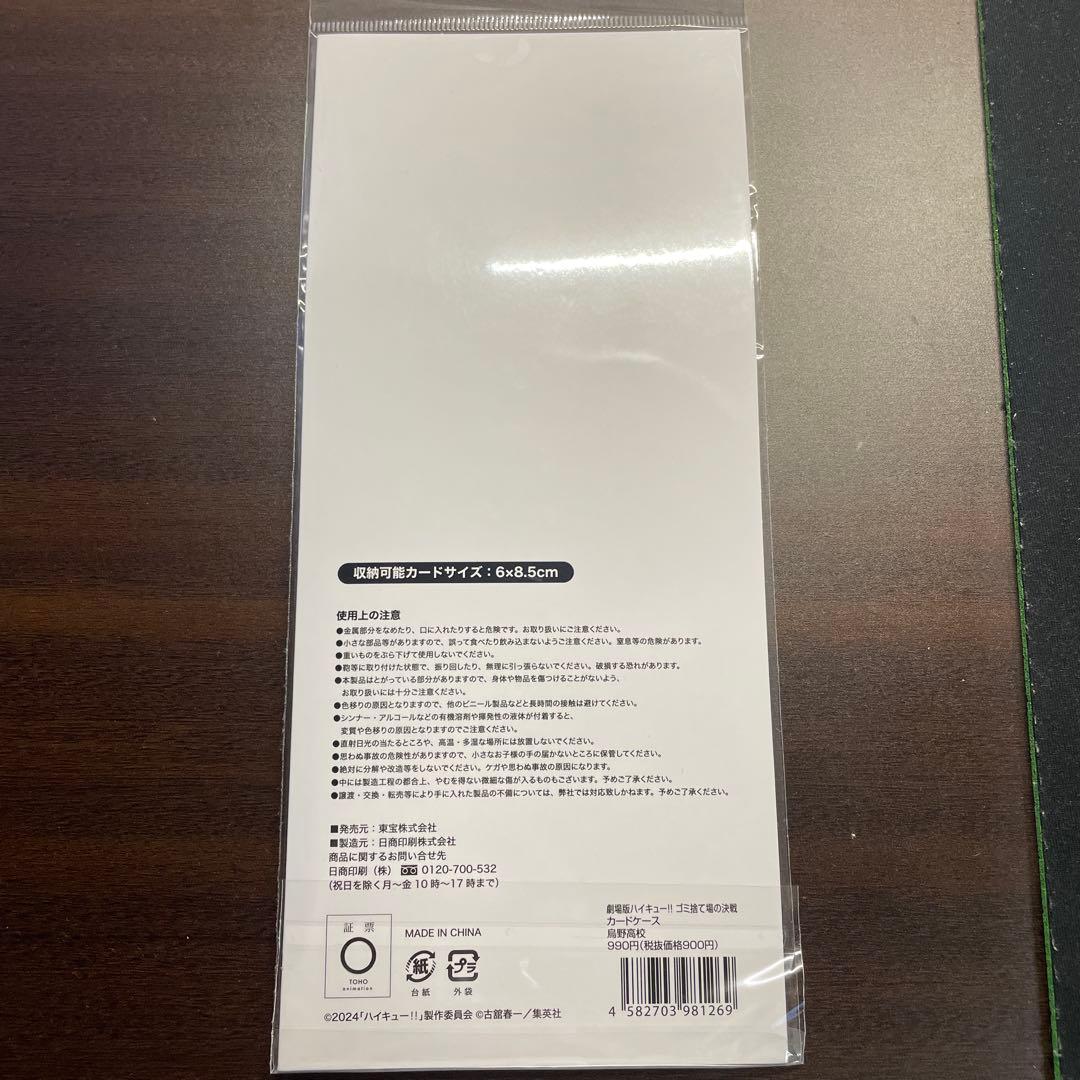 収納可能カードサイズ：6×8.5cm
使用上の注意
●金属部分をなめたり、口に入れたりすると危険です。お取り扱いにご注意ください。
●小さな部品等がありますので、誤って食べたり飲み込まないようご注意ください。窒息等の危険があります。
●重いものをぶら下げて使用しないでください。
●鞄等に取り付けた状態で、振り回したり、無理に引っ張らないでください。破損する恐れがあります。
●本製品はとがっている部分がありますので、身体や物品を傷つけることがないよう、
お取り扱いには十分ご注意ください。
●色移りの原因となりますので、他のビニール製品などと長時間の接触は避けてください。
●シンナー・アルコールなどの有機溶剤や揮発性の液体が付着すると、
変質や色移りの原因となりますのでご注意ください。
●直射日光の当たるところや、高温・多湿な場所には放置しないでください。
●思わぬ事故の危険性がありますので、小さなお子様の手の届かないところに保管してください。
●絶対に分解や改造等をしないでください。ケガや思わぬ事故の原因になります。
●中には製造工程の都合上、やむを得ない微細な傷が入るものもございます。予めご了承ください。
●譲渡・交換・転売等により手に入れた製品の不備については、弊社では対応致しかねます。予めご了承ください。
■発売元：東宝株式会社
■製造元：日商印刷株式会社
商品に関するお問い合せ先
日商印刷（株） 0120-700-532
(祝日を除く月〜金10時〜17時まで)
劇場版ハイキュー!! ゴミ捨て場の決戦
カードケース
烏野高校
990円(税抜価格900円)
証 票
TOHO
animation
MADE IN CHINA
紙
台紙
プラ
外袋
4 582703 981269
©2024「ハイキュー!!」製作委員会 ©古舘春一／集英社